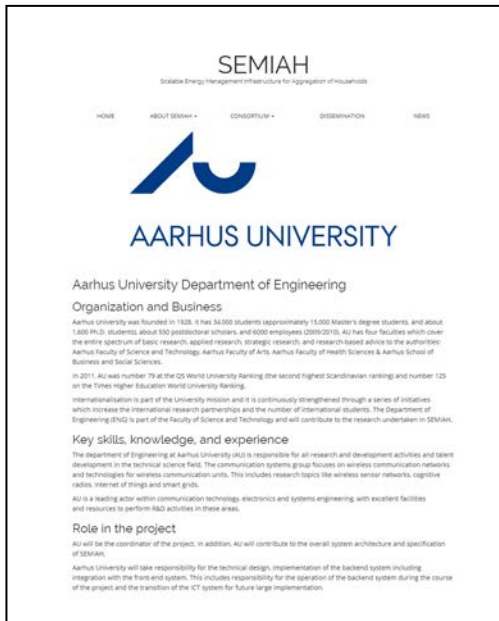 SEMIAH
Scalable Energy Management Infrastructure for Aggregation of Households
HOME ABOUT SEMIAH CONSORTIUM DISSEMINATION NEWS
AARHUS UNIVERSITY
Aarhus University Department of Engineering
Organization and Business
Aarhus University was founded in 1928. It has 34.000 students (approximately 15.000 Master's degree students, and about
1.600 Ph.D. students), about 550 postdoctoral scholars, and 6000 employees (2009/2010). AU has four faculties which cover
the entire spectrum of basic research, applied research, strategic research, and research-based advice to the authorities:
Aarhus Faculty of Science and Technology, Aarhus Faculty of Arts, Aarhus Faculty of Health Sciences & Aarhus School of
Business and Social Sciences.
In 2011, AU was number 79 at the QS World University Ranking (the second highest Scandinavian ranking) and number 125
on the Times Higher Education World University Ranking.
Internationalisation is part of the University mission and it is continuously strengthened through a series of initiatives
which increase the international research partnerships and the number of international students. The Department of
Engineering (ENG) is part of the Faculty of Science and Technology and will contribute to the research undertaken in SEMIAH.
Key skills, knowledge, and experience
The department of Engineering at Aarhus University (AU) is responsible for all research and development activities and talent
development in the technical science field. The communication systems group focuses on wireless communication networks
and technologies for wireless communication units. This includes research topics like wireless sensor networks, cognitive
radios, internet of things and smart grids.
AU is a leading actor within communication technology, electronics and systems engineering, with excellent facilities
and resources to perform R&D activities in these areas.
Role in the project
AU will be the coordinator of the project. In addition, AU will contribute to the overall system architecture and specification
of SEMIAH.
Aarhus University will take responsibility for the technical design, implementation of the backend system including
integration with the front-end system. This includes responsibility for the operation of the backend system during the course
of the project and the transition of the ICT system for future large implementation.